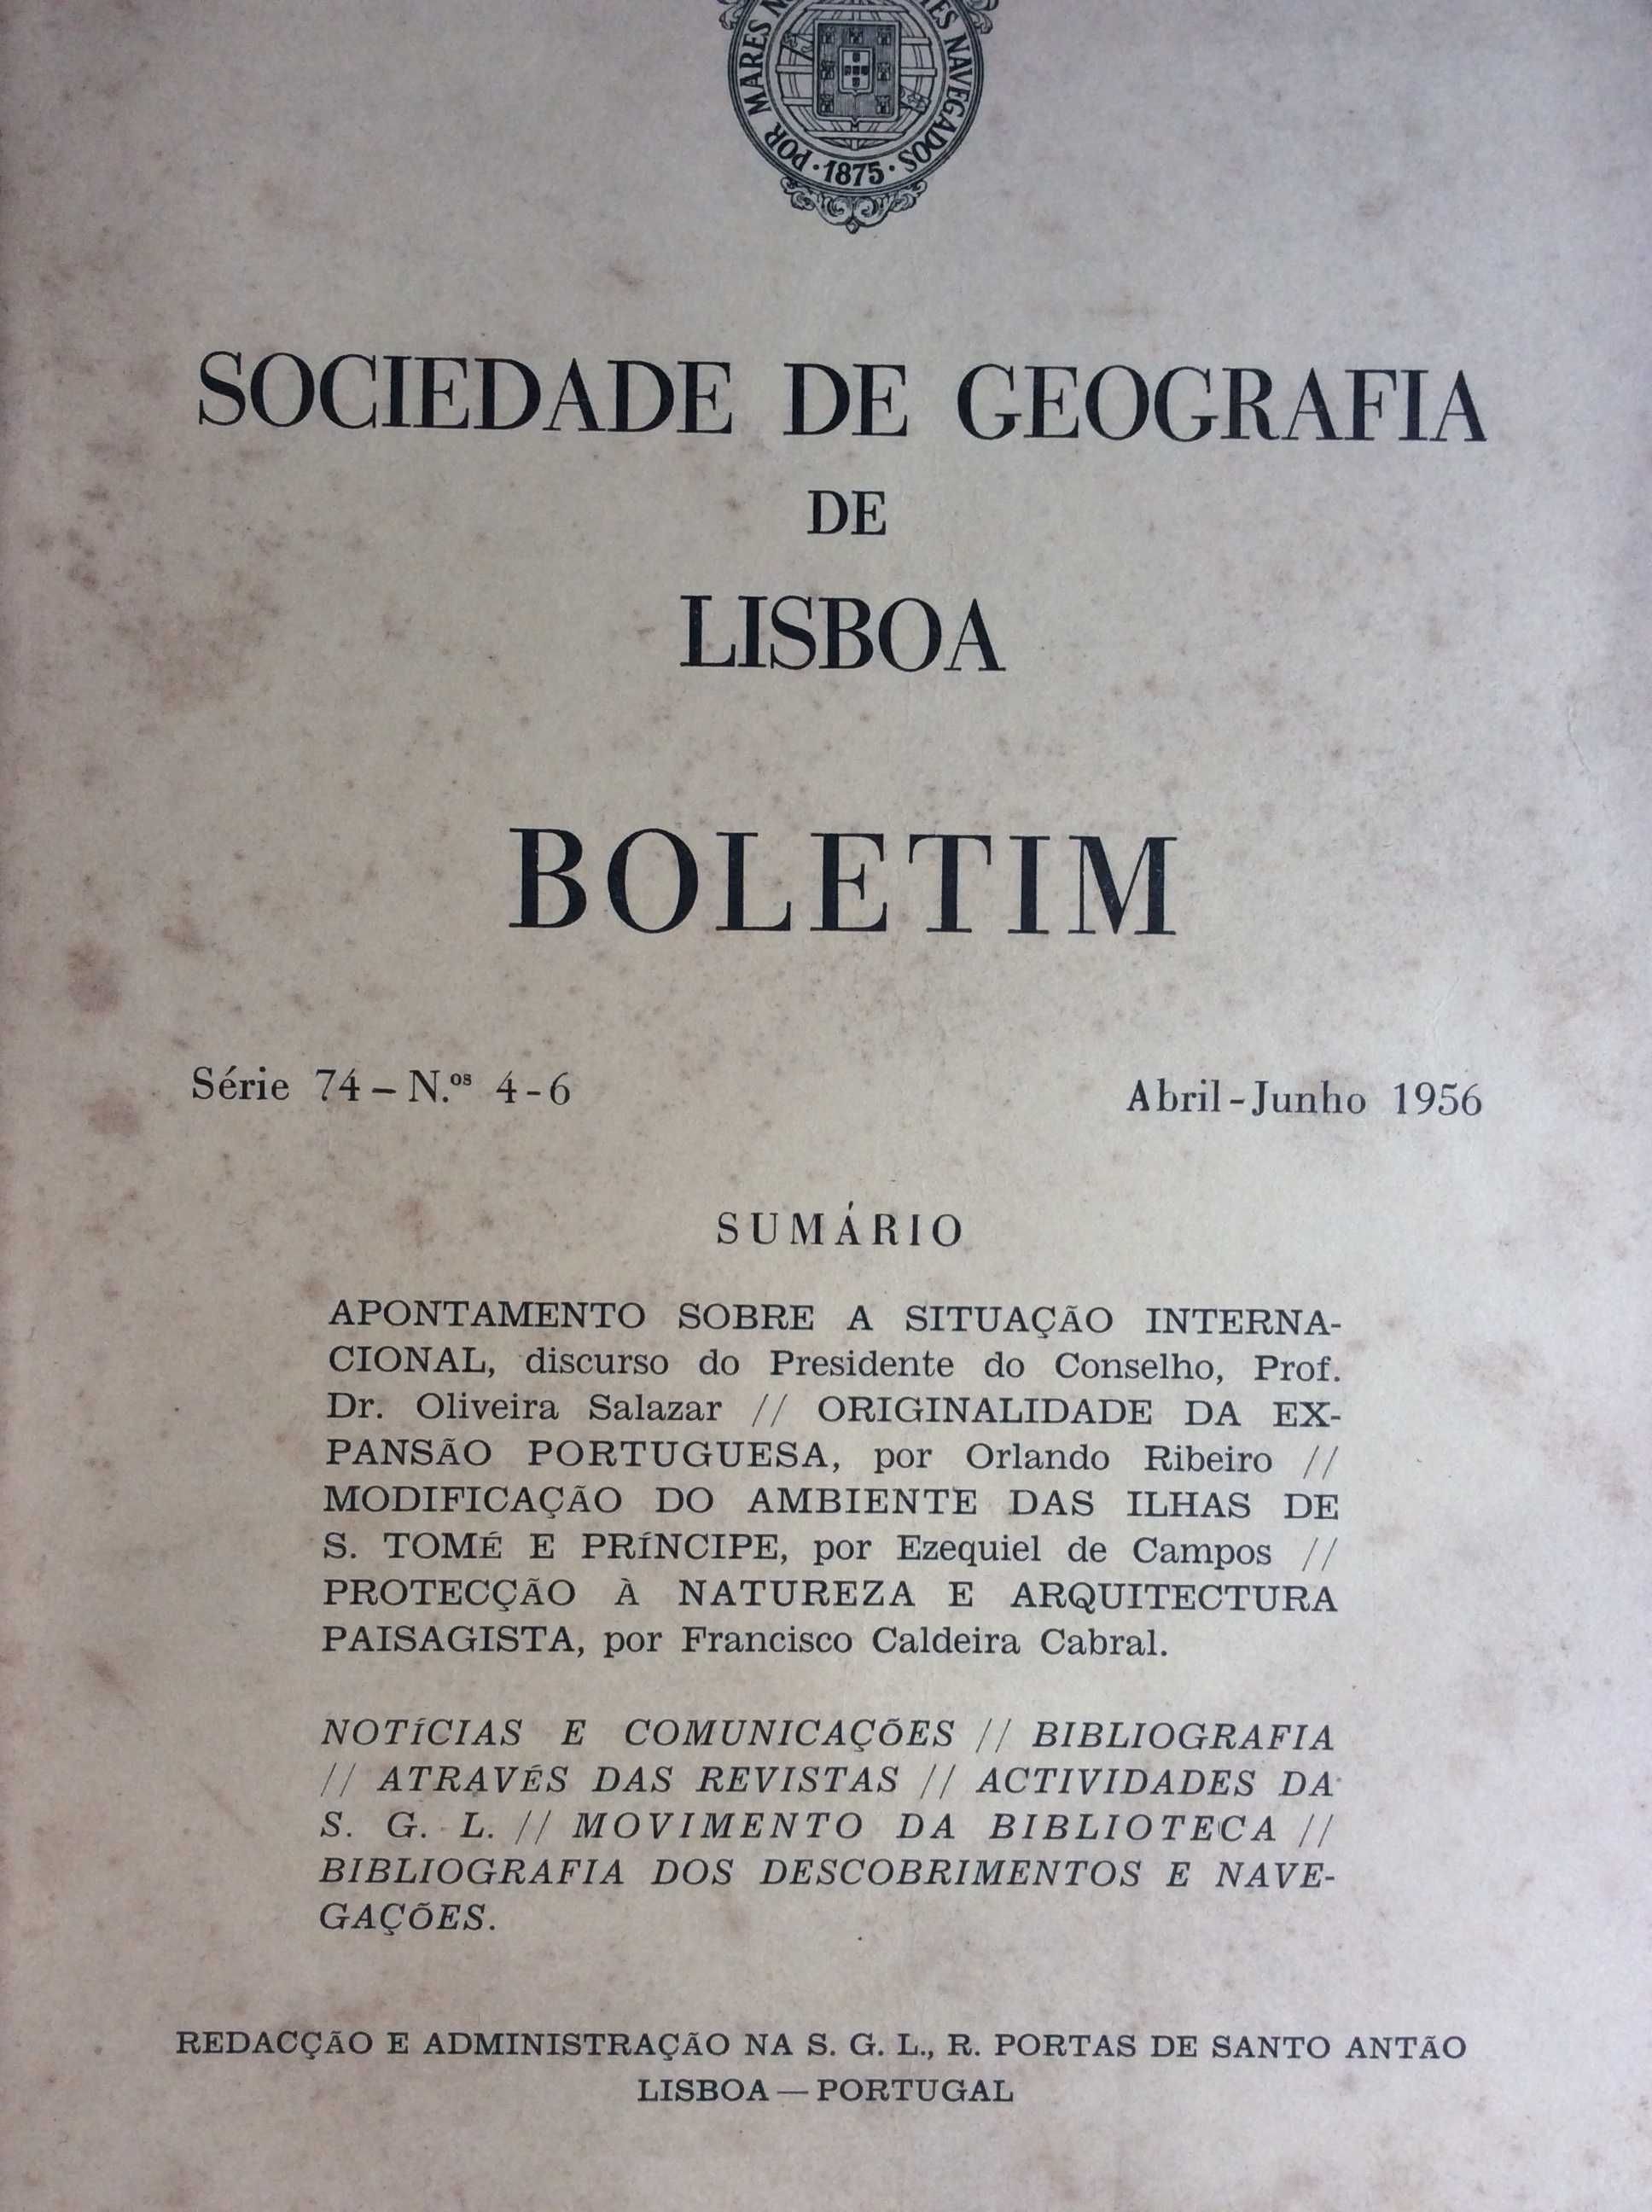 POR MARES
NAVEGADOS
· 1875 ·
SOCIEDADE DE GEOGRAFIA
DE
LISBOA
BOLETIM
Série 74 – N.ºˢ 4-6
Abril-Junho 1956
SUMÁRIO
APONTAMENTO SOBRE A SITUAÇÃO INTERNA-
CIONAL, discurso do Presidente do Conselho, Prof.
Dr. Oliveira Salazar // ORIGINALIDADE DA EX-
PANSÃO PORTUGUESA, por Orlando Ribeiro //
MODIFICAÇÃO DO AMBIENTE DAS ILHAS DE
S. TOMÉ E PRÍNCIPE, por Ezequiel de Campos //
PROTECÇÃO À NATUREZA E ARQUITECTURA
PAISAGISTA, por Francisco Caldeira Cabral.
NOTÍCIAS E COMUNICAÇÕES // BIBLIOGRAFIA
// ATRAVÉS DAS REVISTAS // ACTIVIDADES DA
S. G. L. // MOVIMENTO DA BIBLIOTECA //
BIBLIOGRAFIA DOS DESCOBRIMENTOS E NAVE-
GAÇÕES.
REDACÇÃO E ADMINISTRAÇÃO NA S. G. L., R. PORTAS DE SANTO ANTÃO
LISBOA — PORTUGAL